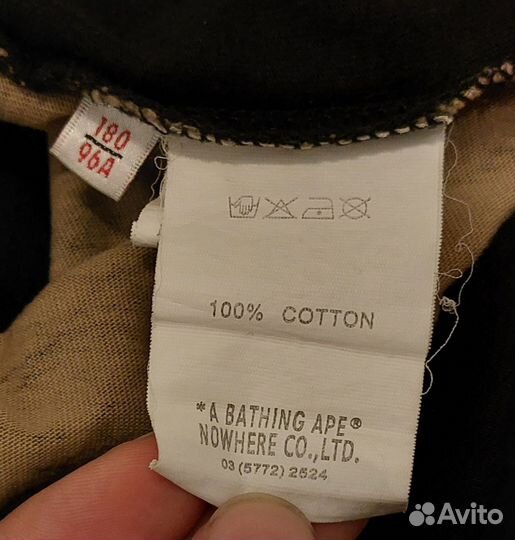 180
96A
100% COTTON
*A BATHING APE®
NOWHERE CO.,LTD.
03 (5772) 2524
Avito